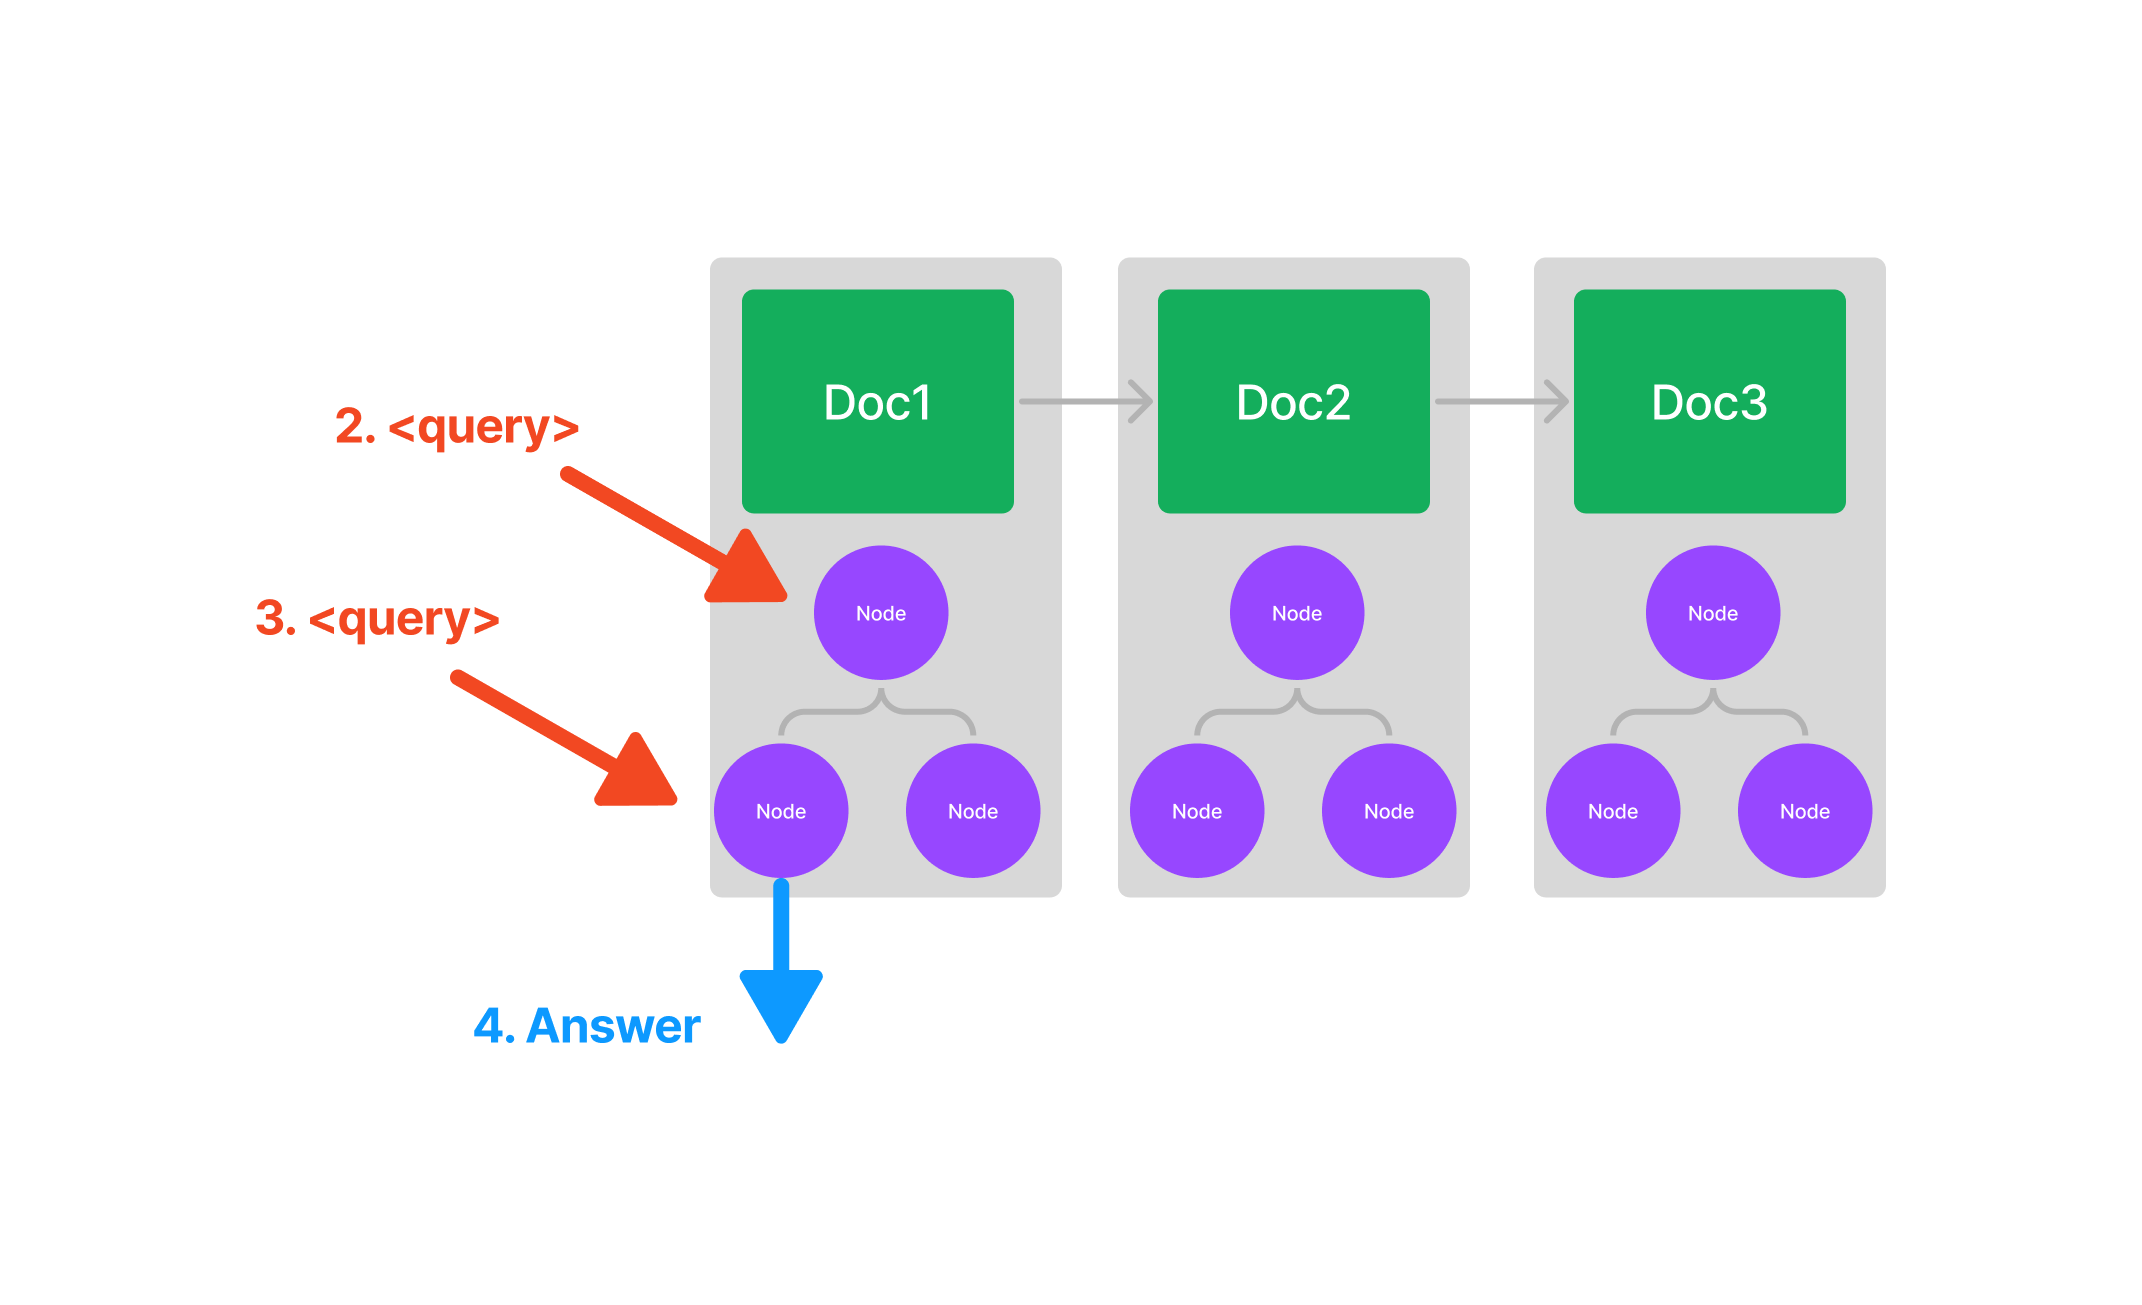 Doc1
Doc2
Doc3
2. <query>
3. <query>
Node
Node
Node
Node
Node
Node
Node
Node
Node
4. Answer